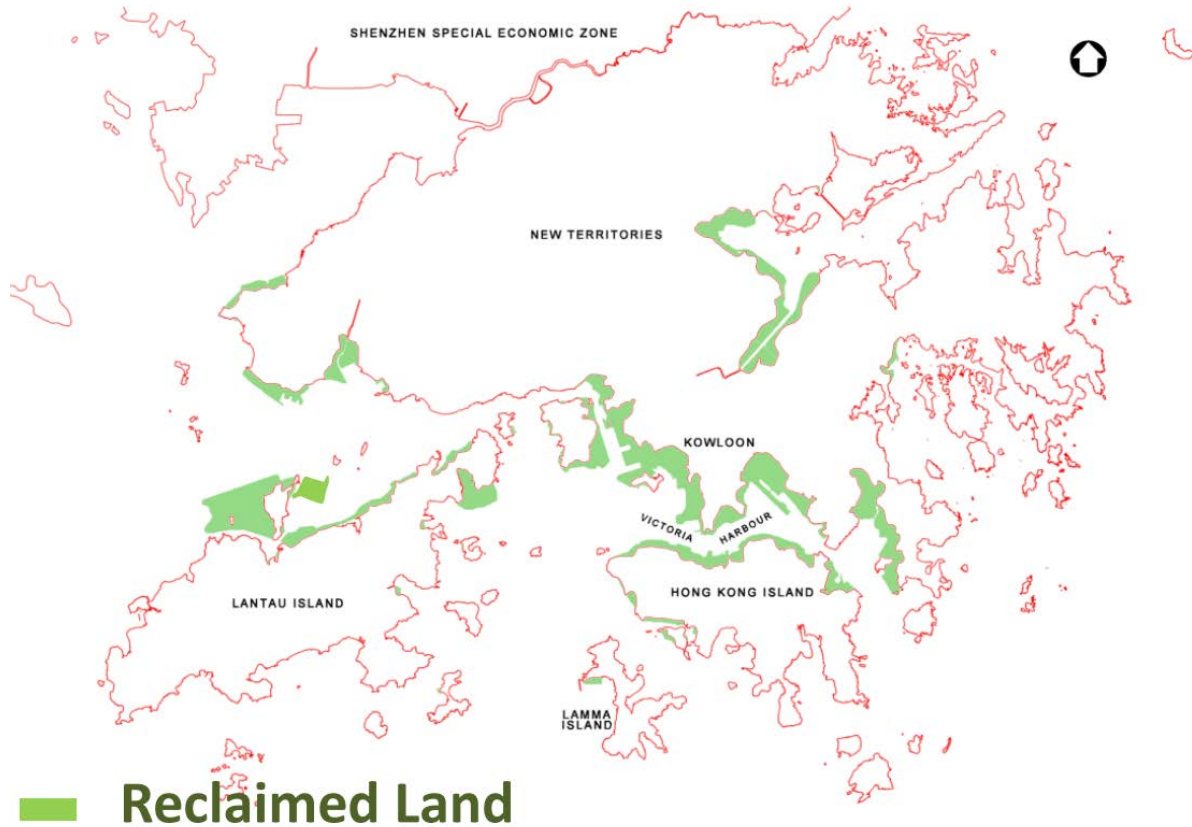 SHENZHEN SPECIAL ECONOMIC ZONE
NEW TERRITORIES
KOWLOON
VICTORIA HARBOUR
LANTAU ISLAND
HONG KONG ISLAND
LAMMA
ISLAND
Reclaimed Land